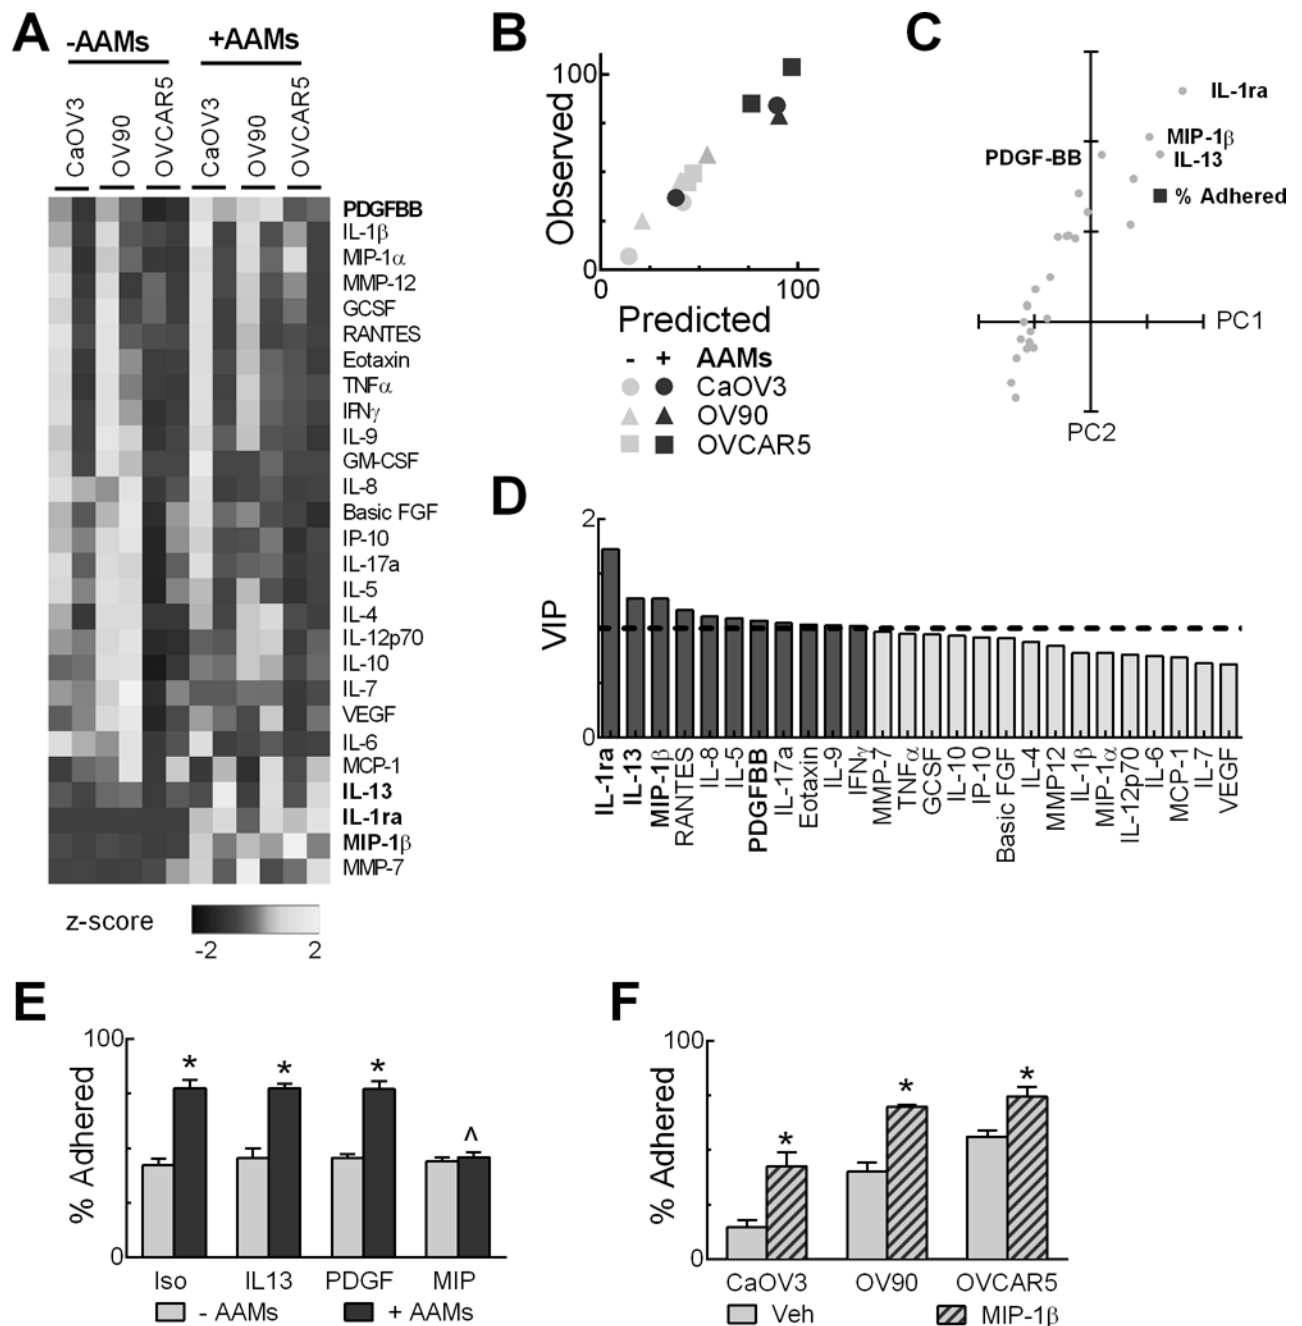 A
-AAMs
+AAMs
CaOV3
OV90
OVCAR5
CaOV3
OV90
OVCAR5
PDGFBB
IL-1β
MIP-1α
MMP-12
GCSF
RANTES
Eotaxin
TNFα
IFNγ
IL-9
GM-CSF
IL-8
Basic FGF
IP-10
IL-17a
IL-5
IL-4
IL-12p70
IL-10
IL-7
VEGF
IL-6
MCP-1
IL-13
IL-1ra
MIP-1β
MMP-7
z-score
-2
2
B
Observed
100
0
0
100
Predicted
- + AAMs
CaOV3
OV90
OVCAR5
C
IL-1ra
MIP-1β
PDGF-BB
IL-13
% Adhered
PC1
PC2
D
VIP
2
0
IL-1ra
IL-13
MIP-1β
RANTES
IL-8
IL-5
PDGFBB
IL-17a
Eotaxin
IL-9
IFNγ
MMP-7
TNFα
GCSF
IL-10
IP-10
Basic FGF
IL-4
MMP12
IL-1β
MIP-1α
IL-12p70
IL-6
MCP-1
IL-7
VEGF
E
% Adhered
100
0
*
*
*
^
Iso
IL13
PDGF
MIP
- AAMs
+ AAMs
F
% Adhered
100
0
*
*
*
CaOV3
OV90
OVCAR5
Veh
MIP-1β